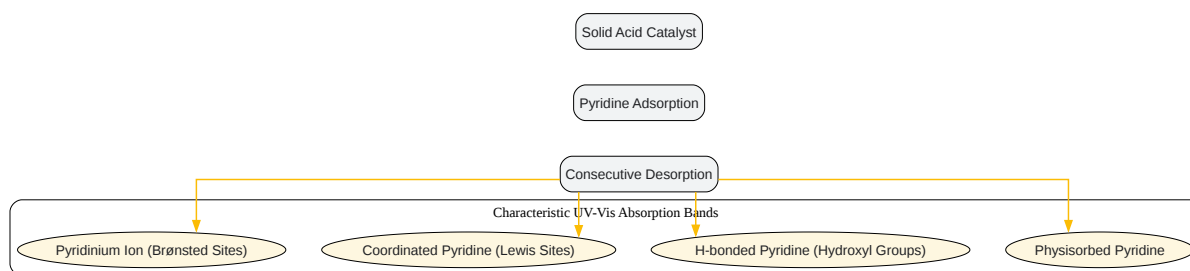 Solid Acid Catalyst
Pyridine Adsorption
Consecutive Desorption
Characteristic UV-Vis Absorption Bands
Pyridinium Ion (Brønsted Sites)
Coordinated Pyridine (Lewis Sites)
H-bonded Pyridine (Hydroxyl Groups)
Physisorbed Pyridine